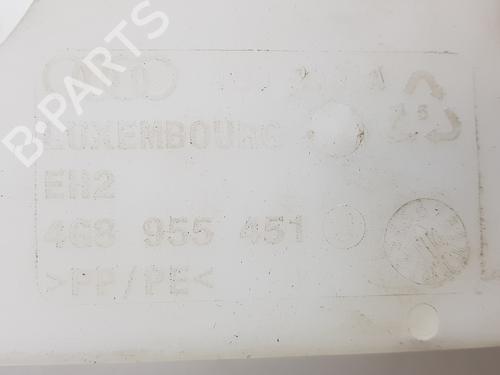 B-PARTS
LUXEMBOURG
EH2
4G8 955 451
>PP/PE<